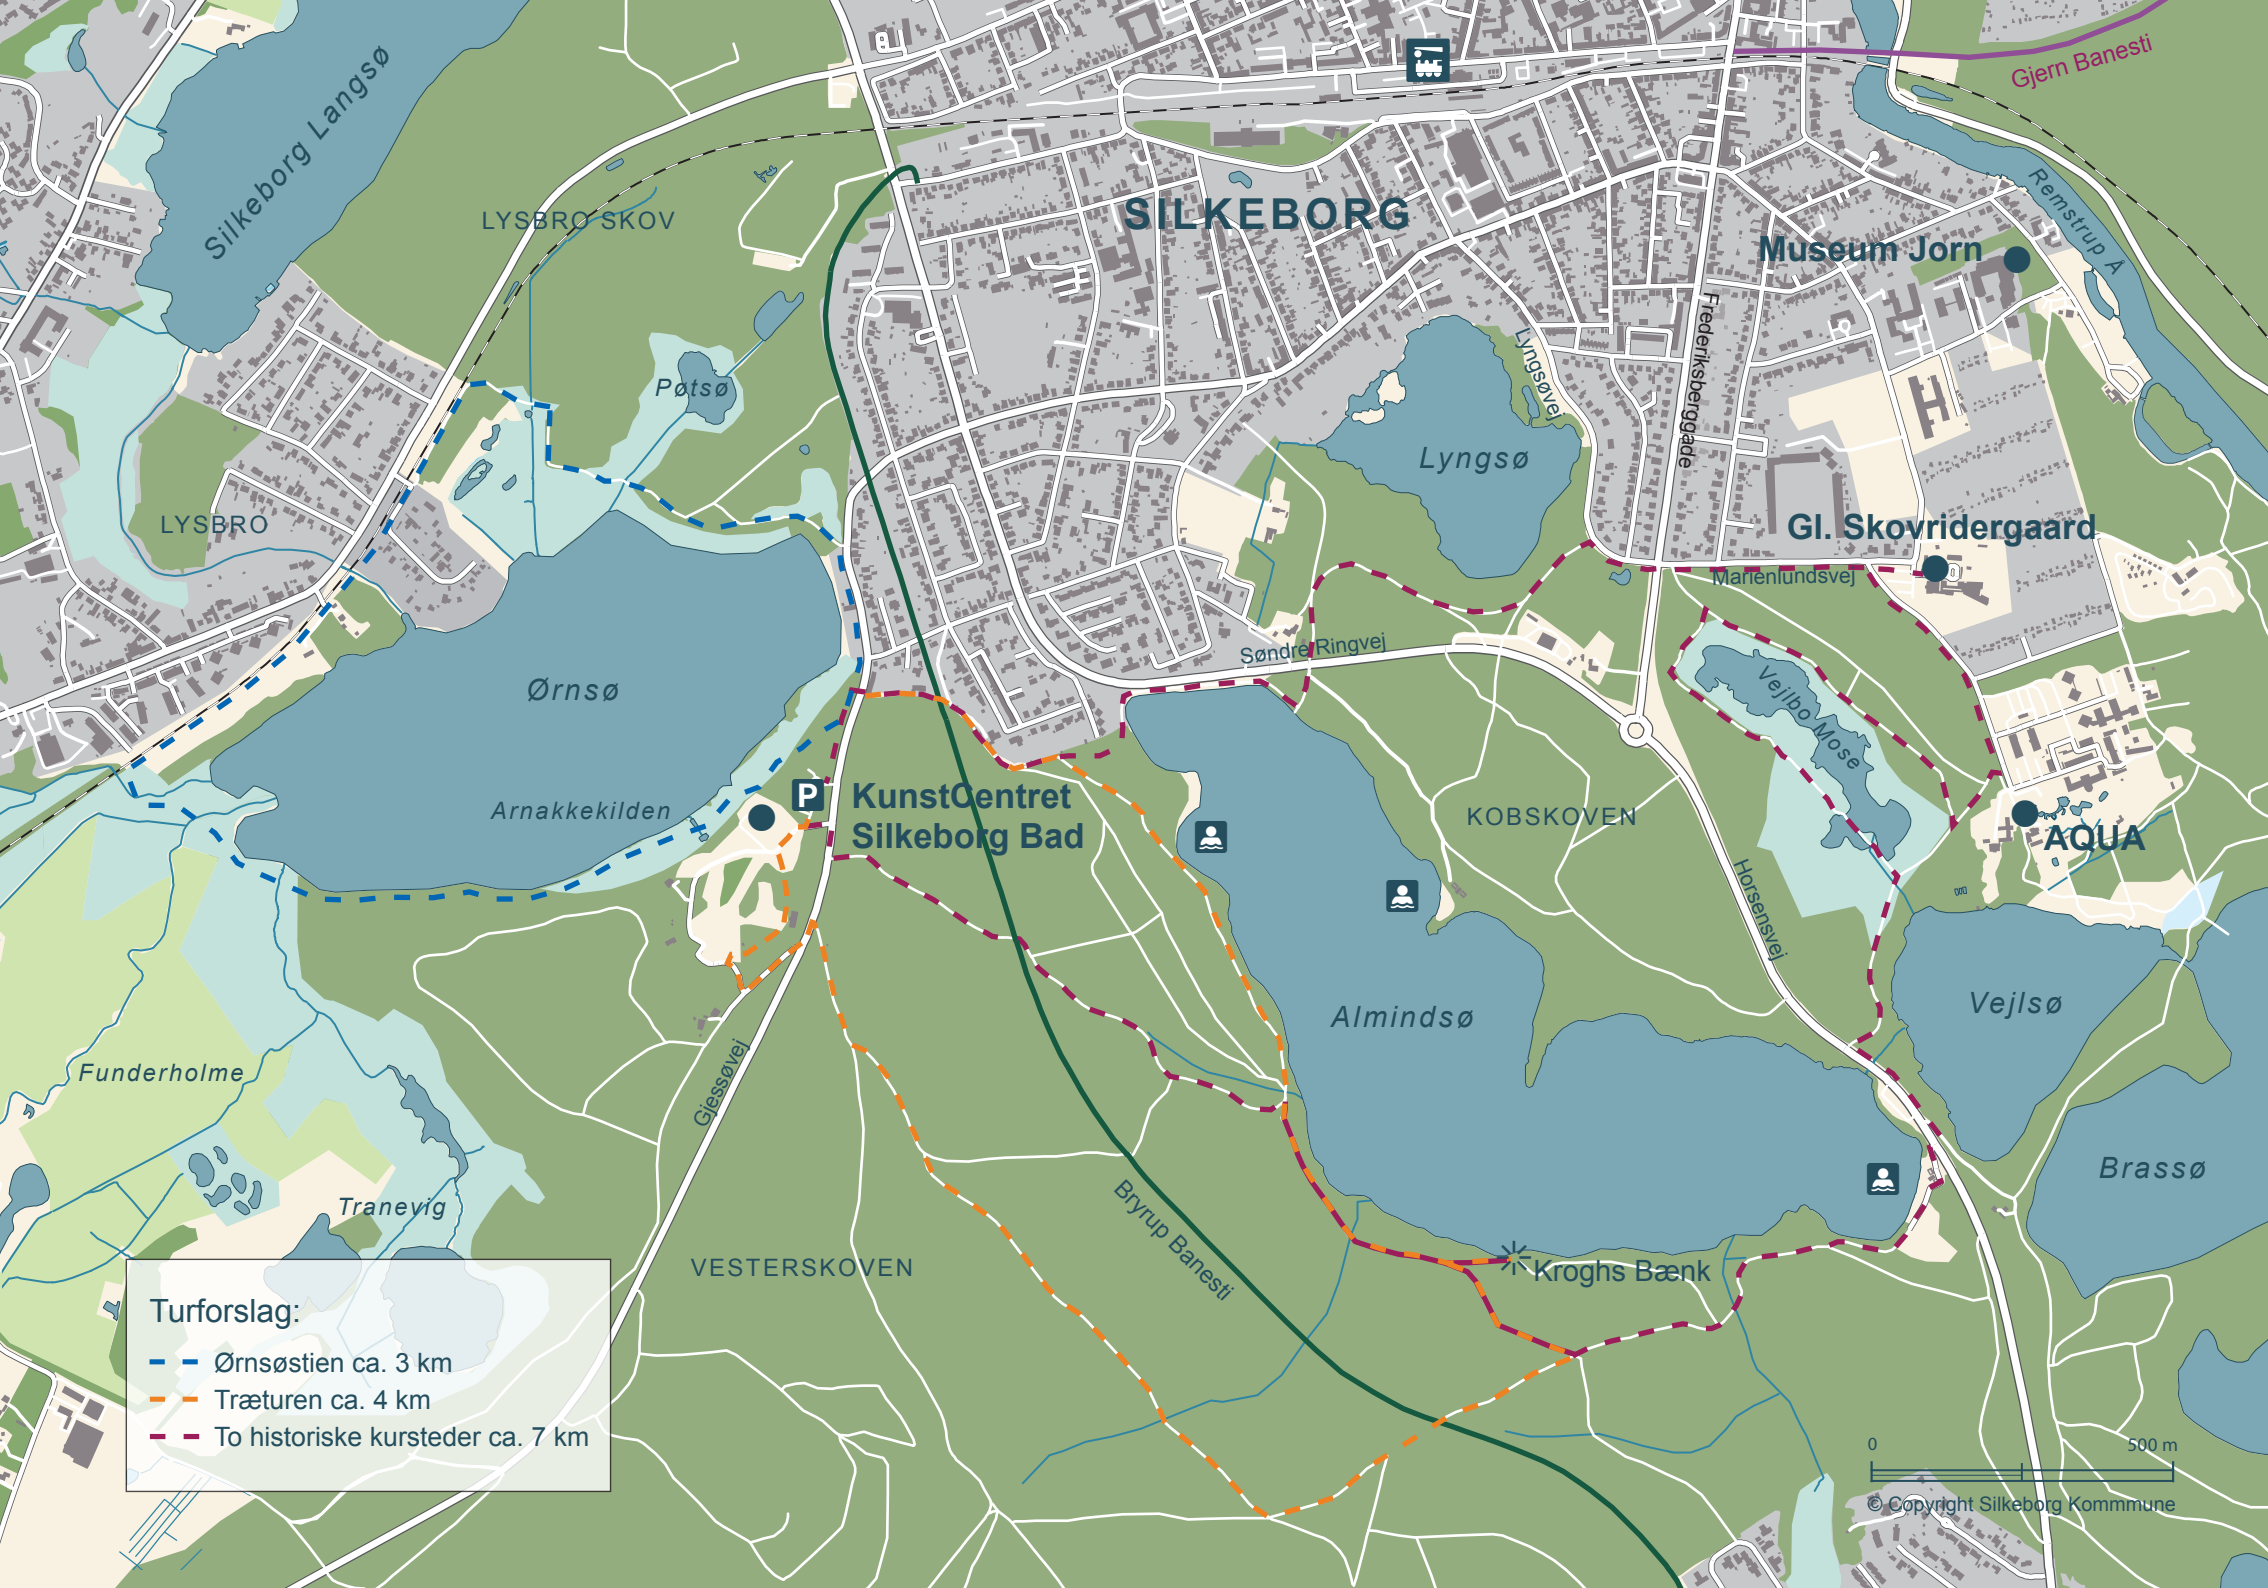 Gjern Banesti
Silkeborg Langsø
LYSBRO SKOV
SILKEBORG
Remstrup Å
Museum Jorn
Frederiksberggade
Lyngsøvej
Pøtsø
Lyngsø
LYSBRO
Gl. Skovridergaard
Marienlundsvej
Søndre Ringvej
Ørnsø
Vejlbo Mose
Arnakkekilden
P
KunstCentret
Silkeborg Bad
KOBSKOVEN
AQUA
Horsensvej
Almindsø
Vejlsø
Funderholme
Gjessøvej
Brassø
Tranevig
Bryrup Banesti
VESTERSKOVEN
Kroghs Bænk
Turforslag:
Ørnsøstien ca. 3 km
Træturen ca. 4 km
To historiske kursteder ca. 7 km
0 500 m
© Copyright Silkeborg Kommmune